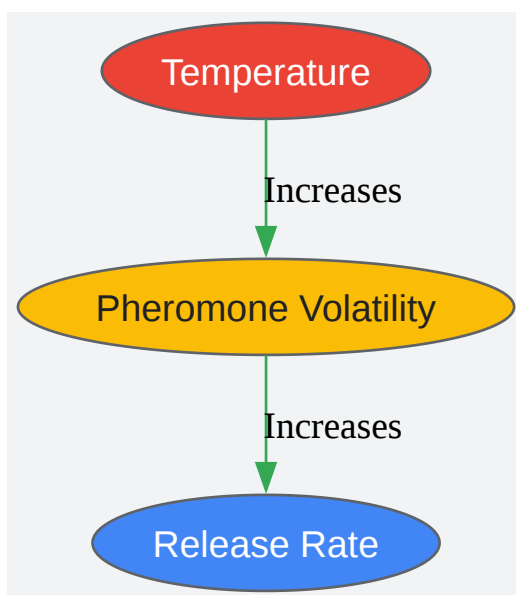 Temperature
Increases
Pheromone Volatility
Increases
Release Rate